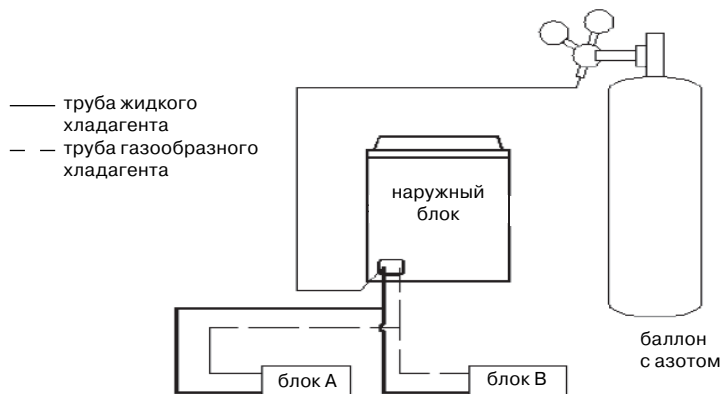 труба жидкого
хладагента
труба газообразного
хладагента
наружный
блок
баллон
с азотом
блок А
блок В